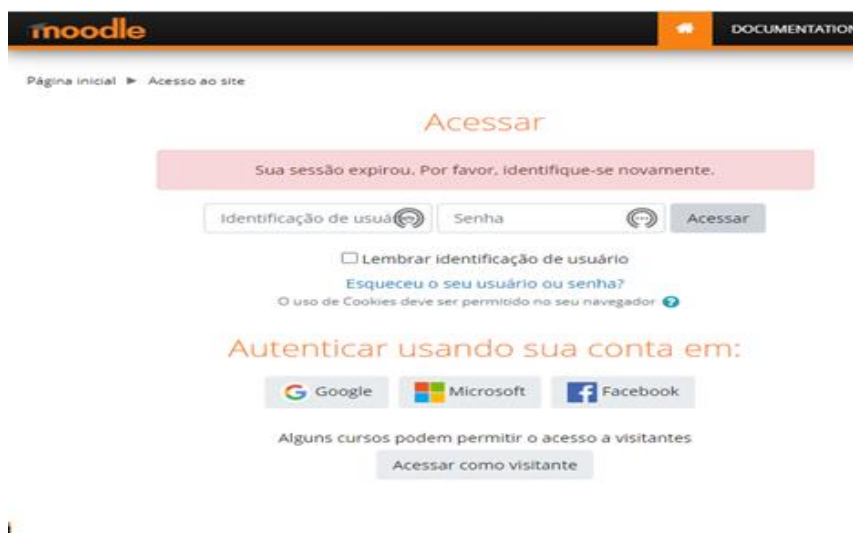 moodle
DOCUMENTATION
Página inicial ► Acesso ao site
Acessar
Sua sessão expirou. Por favor, identifique-se novamente.
Identificação de usuá
Senha
Acessar
Lembrar identificação de usuário
Esqueceu o seu usuário ou senha?
O uso de Cookies deve ser permitido no seu navegador
Autenticar usando sua conta em:
Google
Microsoft
Facebook
Alguns cursos podem permitir o acesso a visitantes
Acessar como visitante